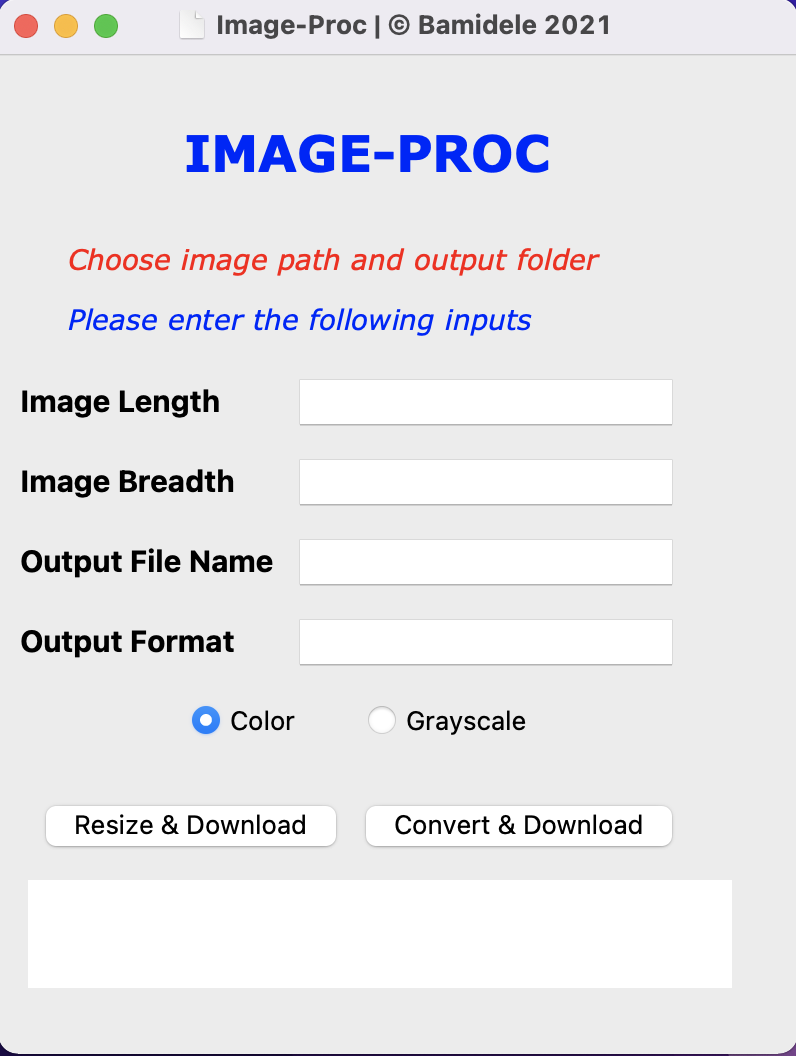 Image-Proc | © Bamidele 2021
IMAGE-PROC
Choose image path and output folder
Please enter the following inputs
Image Length
Image Breadth
Output File Name
Output Format
Color Grayscale
Resize & Download Convert & Download